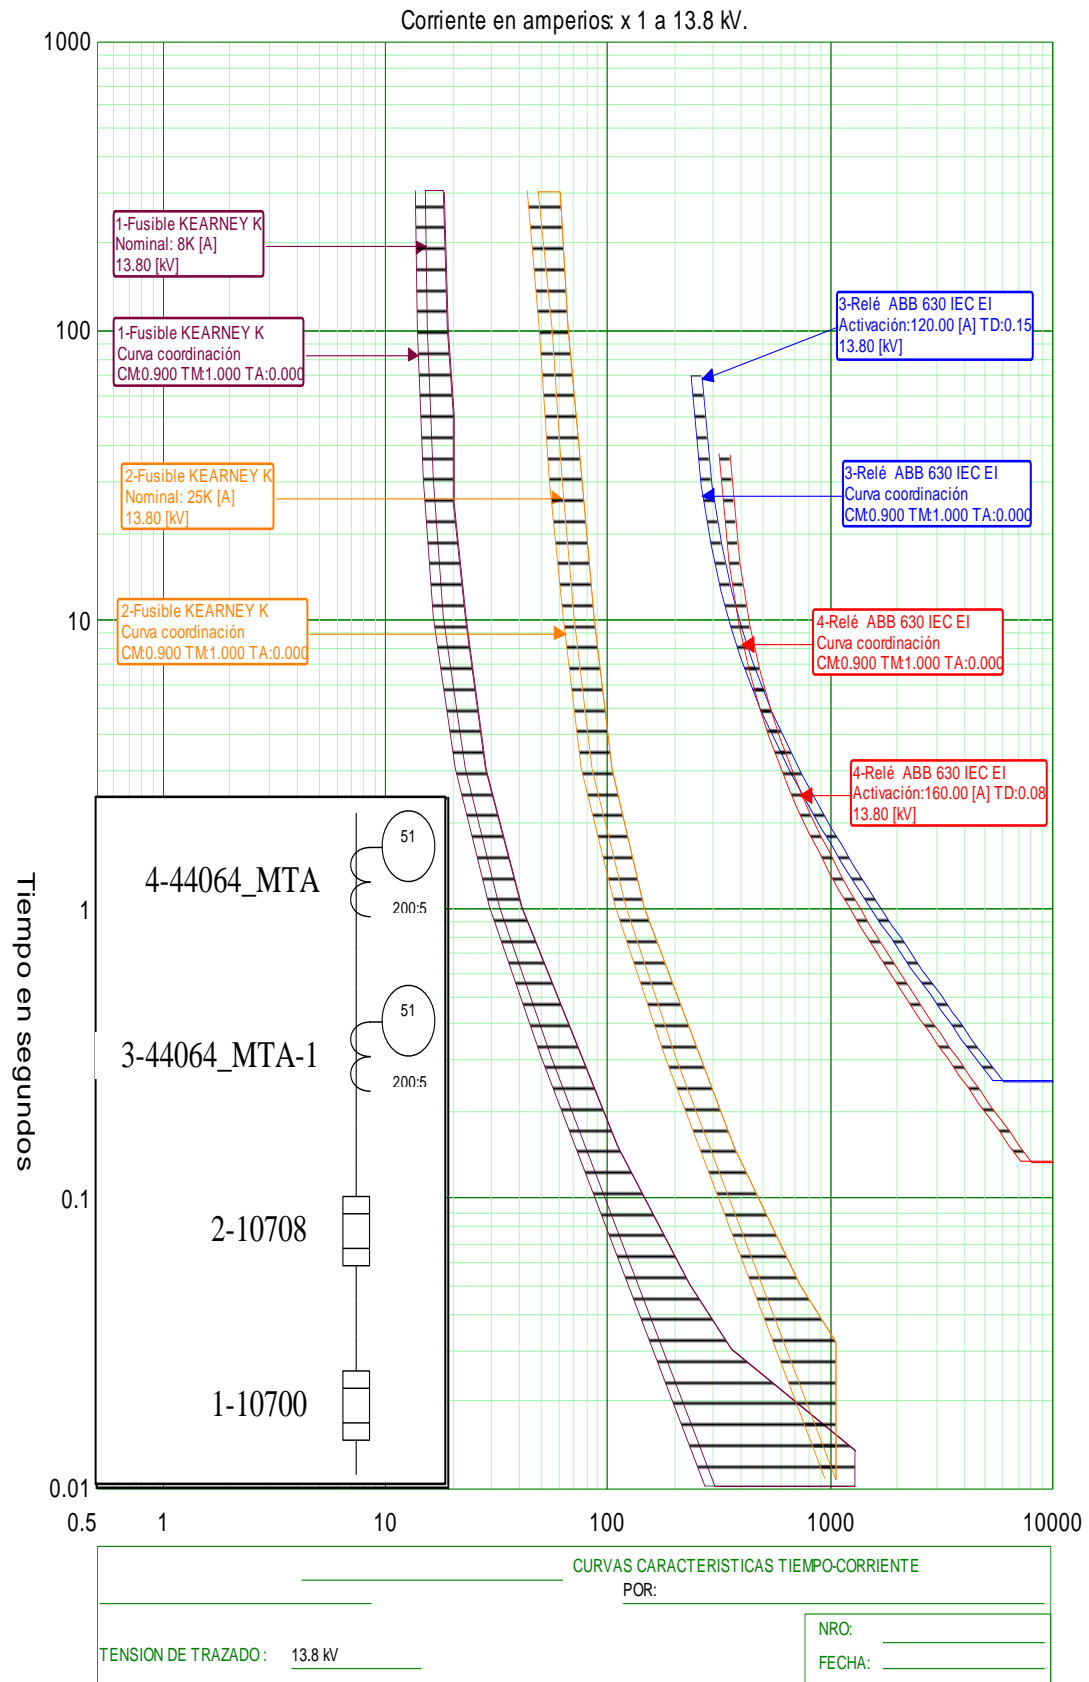 Corriente en amperios: x 1 a 13.8 kV.
1000
100
10
1
0.1
0.01
Tiempo en segundos
1-Fusible KEARNEY K
Nominal: 8K [A]
13.80 [kV]
1-Fusible KEARNEY K
Curva coordinación
CM:0.900 TM:1.000 TA:0.000
2-Fusible KEARNEY K
Nominal: 25K [A]
13.80 [kV]
2-Fusible KEARNEY K
Curva coordinación
CM:0.900 TM:1.000 TA:0.000
3-Relé ABB 630 IEC EI
Activación:120.00 [A] TD:0.15
13.80 [kV]
3-Relé ABB 630 IEC EI
Curva coordinación
CM:0.900 TM:1.000 TA:0.000
4-Relé ABB 630 IEC EI
Curva coordinación
CM:0.900 TM:1.000 TA:0.000
4-Relé ABB 630 IEC EI
Activación:160.00 [A] TD:0.08
13.80 [kV]
51
4-44064_MTA
200:5
51
3-44064_MTA-1
200:5
2-10708
1-10700
0.5 1 10 100 1000 10000
CURVAS CARACTERISTICAS TIEMPO-CORRIENTE
POR:
NRO:
TENSION DE TRAZADO : 13.8 kV
FECHA: